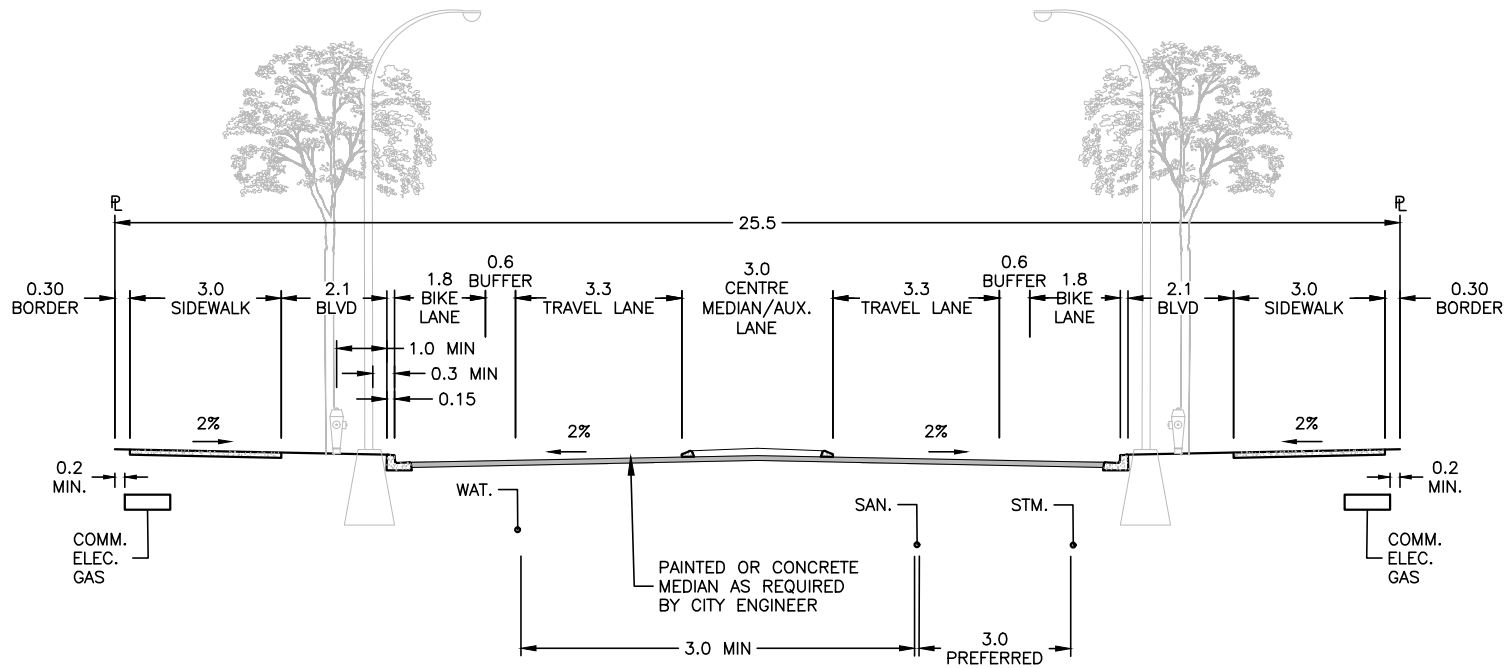 ℄
℄
25.5
0.30
BORDER
3.0
SIDEWALK
2.1
BLVD
1.8
BIKE
LANE
0.6
BUFFER
3.3
TRAVEL LANE
3.0
CENTRE
MEDIAN/AUX.
LANE
3.3
TRAVEL LANE
0.6
BUFFER
1.8
BIKE
LANE
2.1
BLVD
3.0
SIDEWALK
0.30
BORDER
1.0 MIN
0.3 MIN
0.15
2%
2%
2%
2%
0.2
MIN.
0.2
MIN.
WAT.
SAN.
STM.
COMM.
ELEC.
GAS
PAINTED OR CONCRETE
MEDIAN AS REQUIRED
BY CITY ENGINEER
COMM.
ELEC.
GAS
3.0 MIN
3.0
PREFERRED